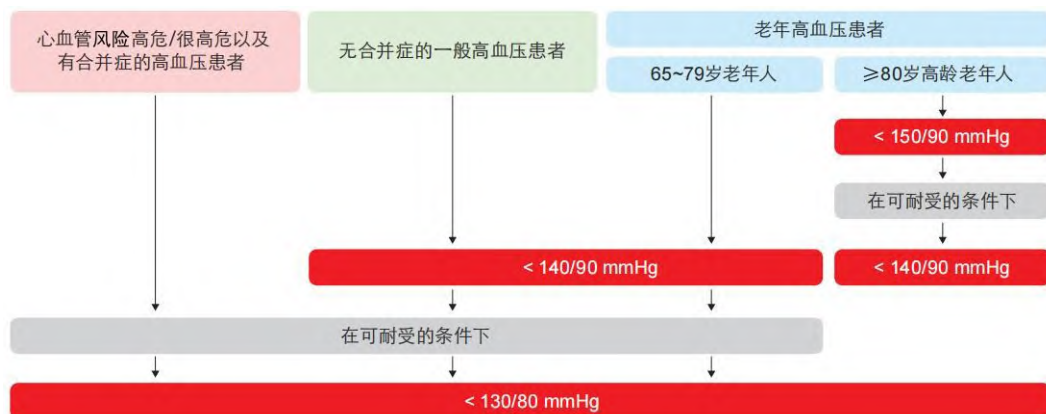 心血管风险高危/很高危以及
有合并症的高血压患者
无合并症的一般高血压患者
老年高血压患者
65~79岁老年人
≥80岁高龄老年人
< 150/90 mmHg
在可耐受的条件下
< 140/90 mmHg
< 140/90 mmHg
在可耐受的条件下
< 130/80 mmHg